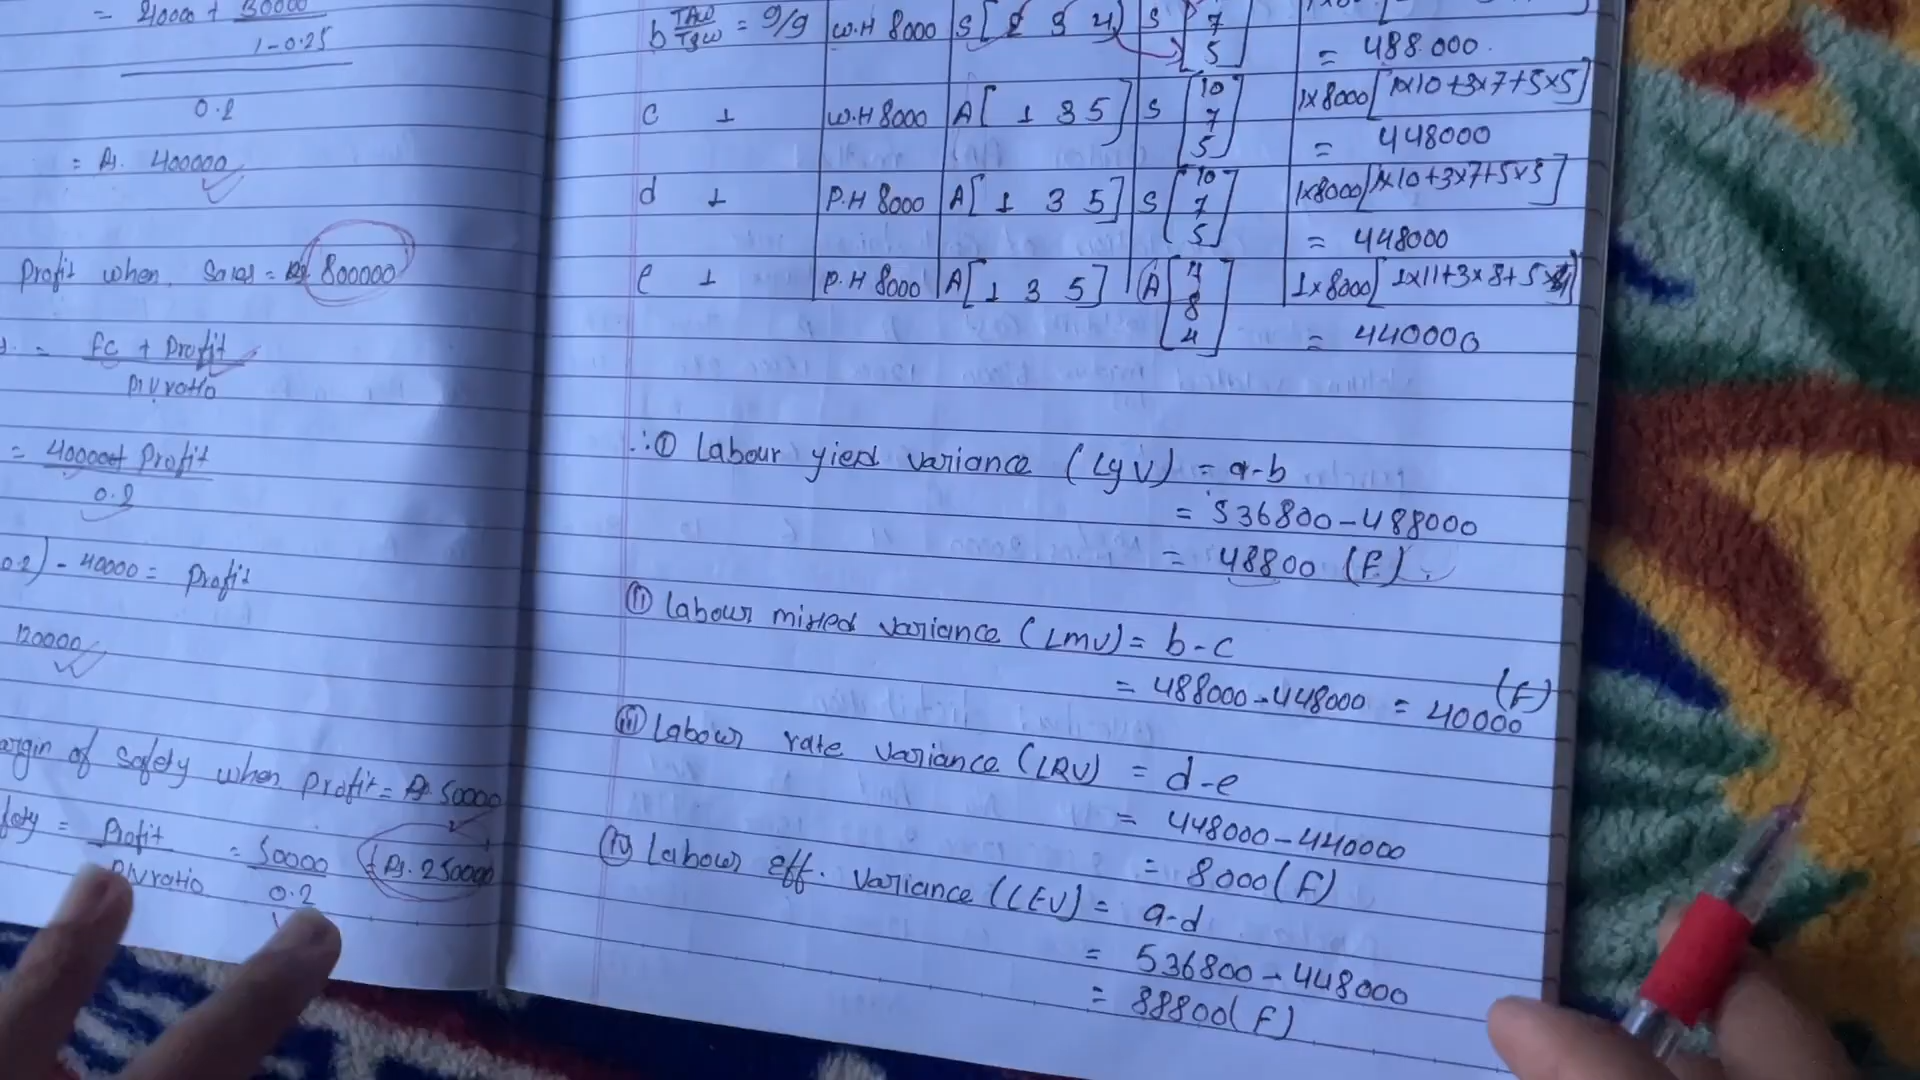 = 40000 + 30000
1-0.25
0.2
= Rs. 400000
Profit when Sales = Rs 800000
= FC + Profit
P/V ratio
= 40000+ Profit
0.2
0.2) - 40000 = Profit
120000
argin of safety when profit = Rs. 50000
fety = Profit = 50000 = Rs. 250000
P/V ratio 0.2
b TAW = 9/9 W.H 8000 S[2 3 4] S
TSW
7
5
= 488000.
c 1 W.H 8000 A[1 3 5] S [10 7 5] 1x8000[1x10+3x7+5x5]
= 448000
d 1 P.H 8000 A[1 3 5] S [10 7 5] 1x8000[1x10+3x7+5x5]
= 448000
e 1 P.H 8000 A[1 3 5] A [11 8 4] 1x8000[1x11+3x8+5x4]
= 440000
∴ ① Labour yied variance (LyV) = a-b
= 536800-488000
= 48800 (F).
② Labour mixed variance (LMV) = b-c
= 488000-448000 = 40000 (F)
③ Labour rate variance (LRV) = d-e
= 448000-440000
= 8000 (F)
④ Labour eff. variance (LEV) = a-d
= 536800-448000
= 88800 (F)